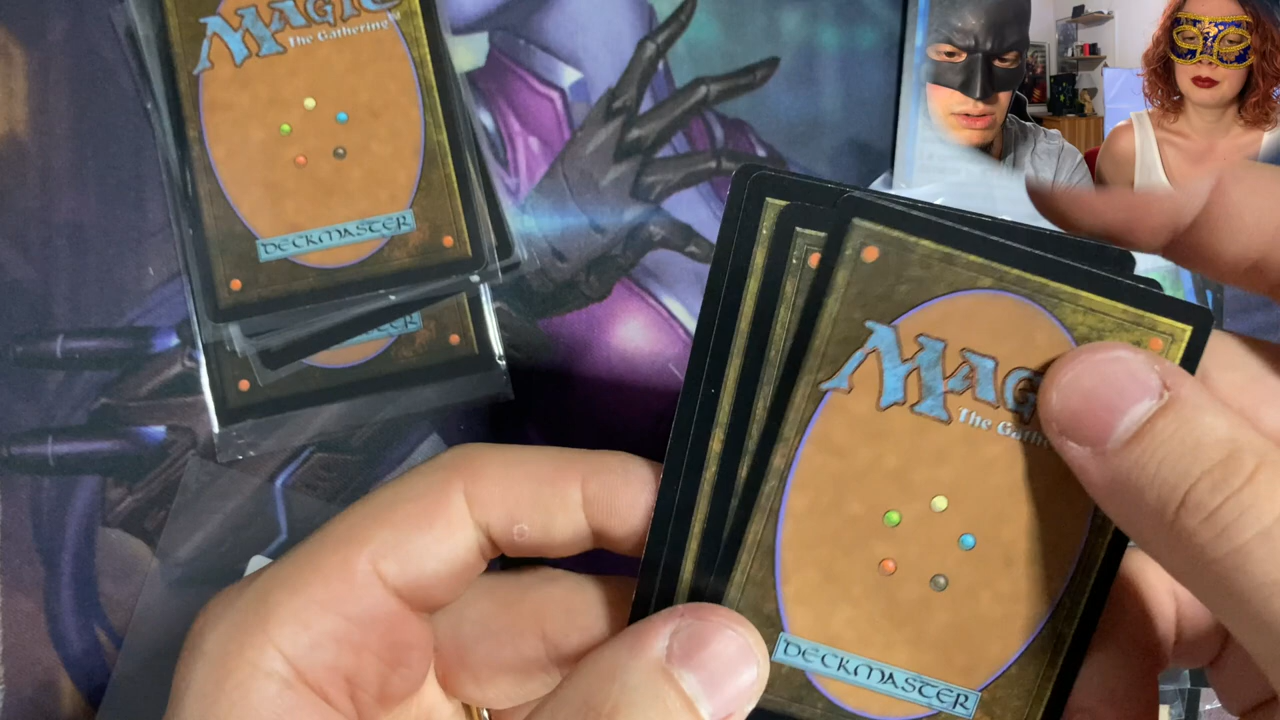 MAGIC
The Gathering
DECKMASTER
MAG
The Gath
DECKMASTER